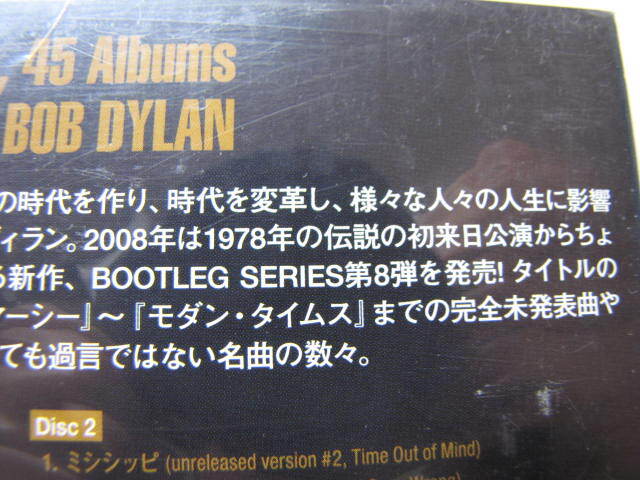 , 45 Albums
BOB DYLAN
の時代を作り、時代を変革し、様々な人々の人生に影響
ィラン。2008年は1978年の伝説の初来日公演からちょ
る新作、BOOTLEG SERIES第8弾を発売! タイトルの
マーシー』〜『モダン・タイムス』までの完全未発表曲や
ても過言ではない名曲の数々。
Disc 2
1. ミシシッピ (unreleased version #2, Time Out of Mind)
Wrong)